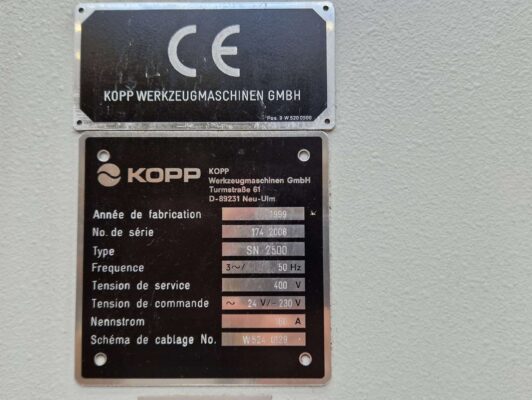 CE
KOPP WERKZEUGMASCHINEN GMBH
KOPP
KOPP
Werkzeugmaschinen GmbH
Turmstraße 61
D-89231 Neu-Ulm
Année de fabrication 1999
No. de série 174 2008
Type SN 2500
Frequence 3~/ 50 Hz
Tension de service 400 V
Tension de commande ~ 24 V/- 230 V
Nennstrom A
Schéma de cablage No. W524 0129